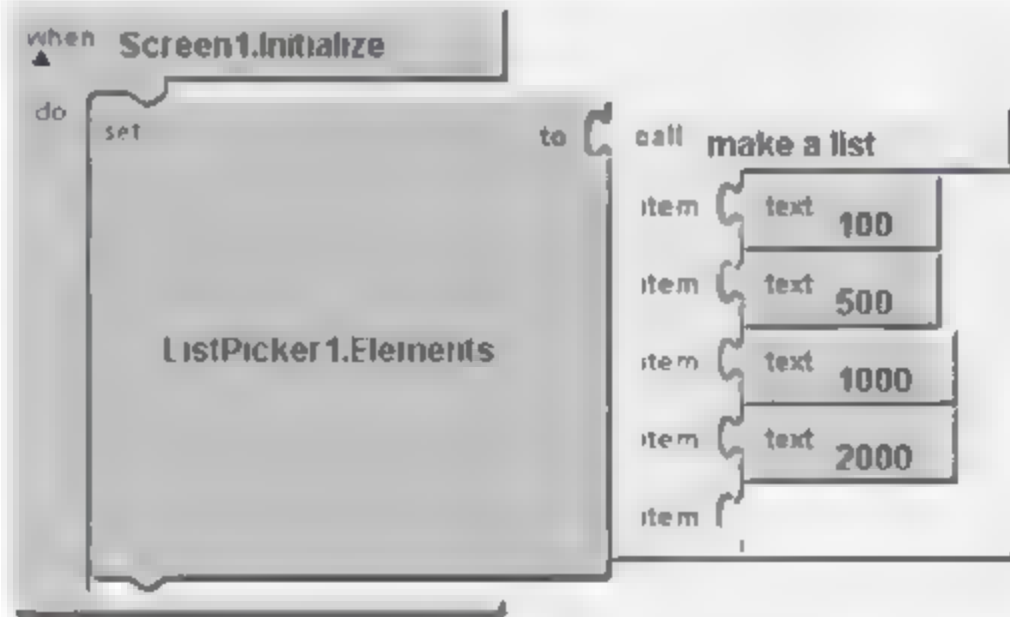 when Screen1.Initialize
do
set to call make a list
item text 100
item text 500
ListPicker1.Elements
item text 1000
item text 2000
item